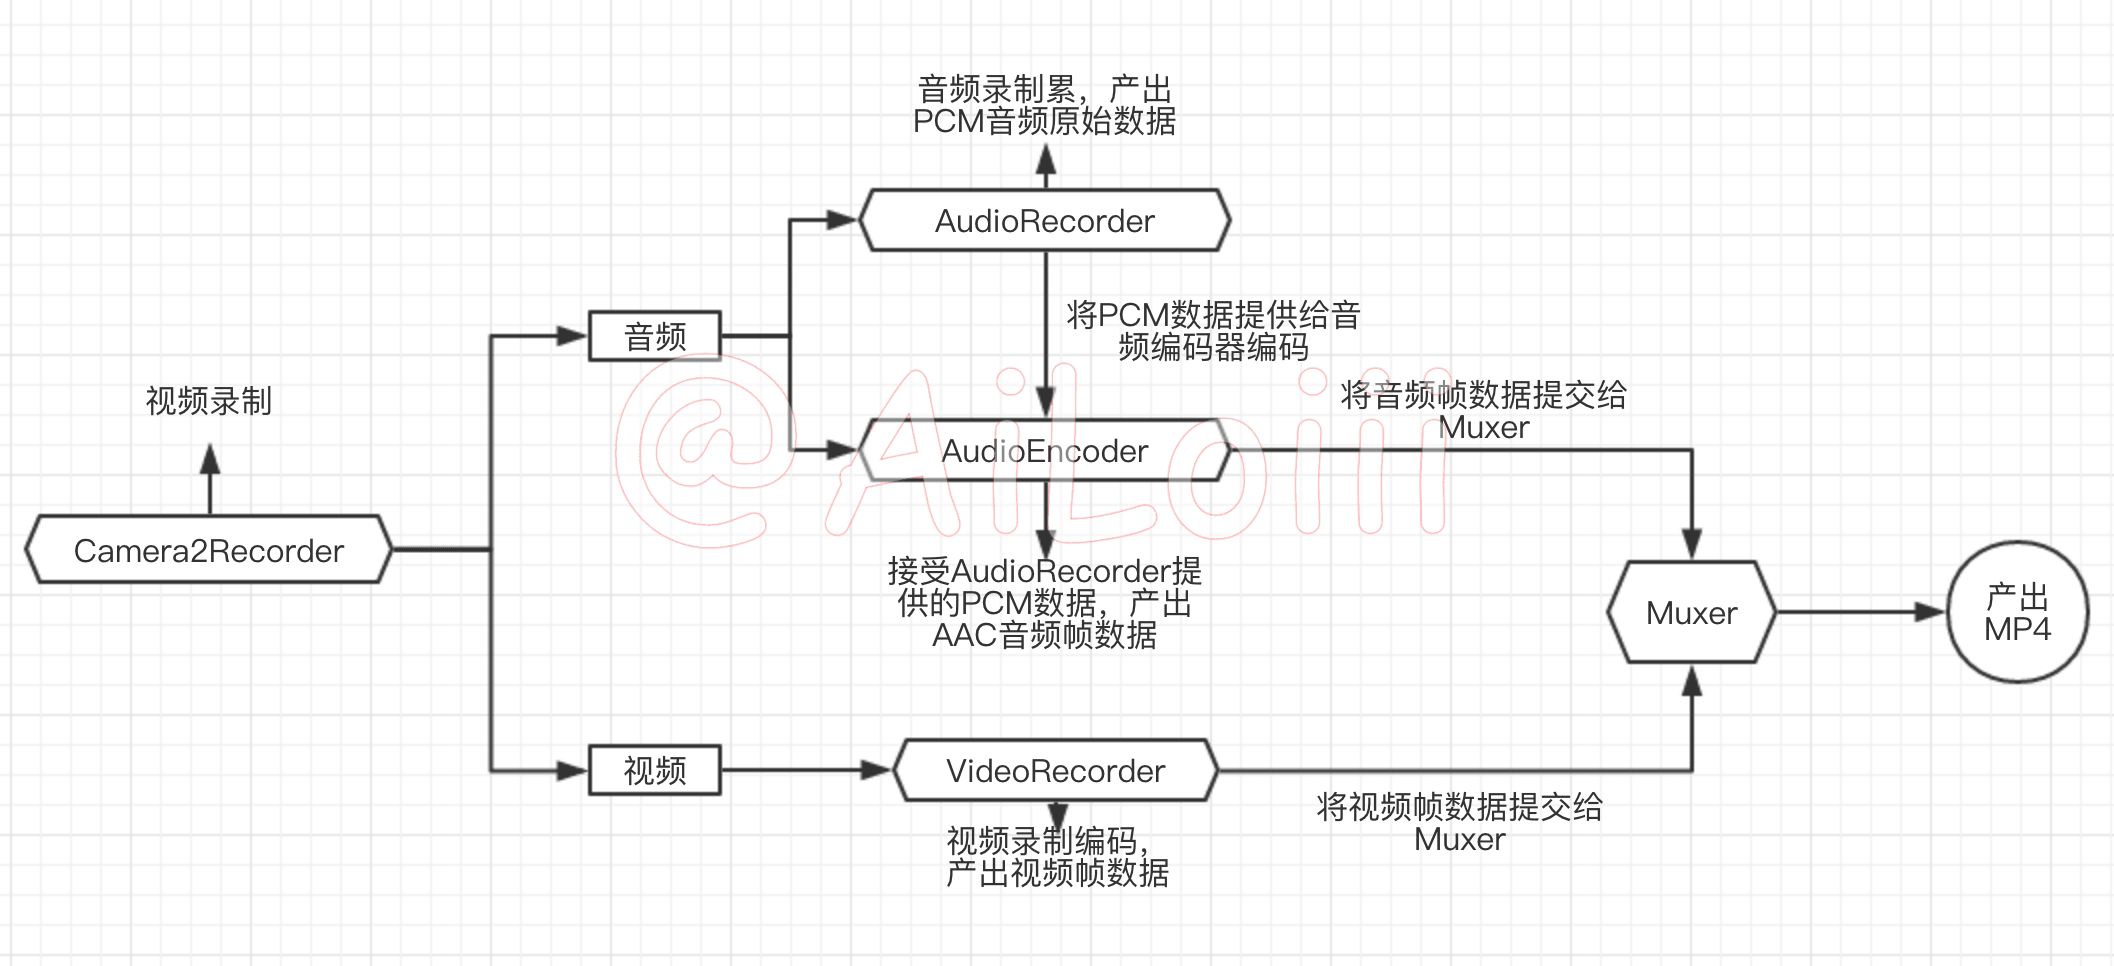 音频录制累，产出
PCM音频原始数据
AudioRecorder
将PCM数据提供给音
频编码器编码
音频
视频录制
将音频帧数据提交给
Muxer
AudioEncoder
@AiLoiii
Camera2Recorder
接受AudioRecorder提
供的PCM数据，产出
AAC音频帧数据
Muxer
产出
MP4
视频
VideoRecorder
将视频帧数据提交给
Muxer
视频录制编码，
产出视频帧数据